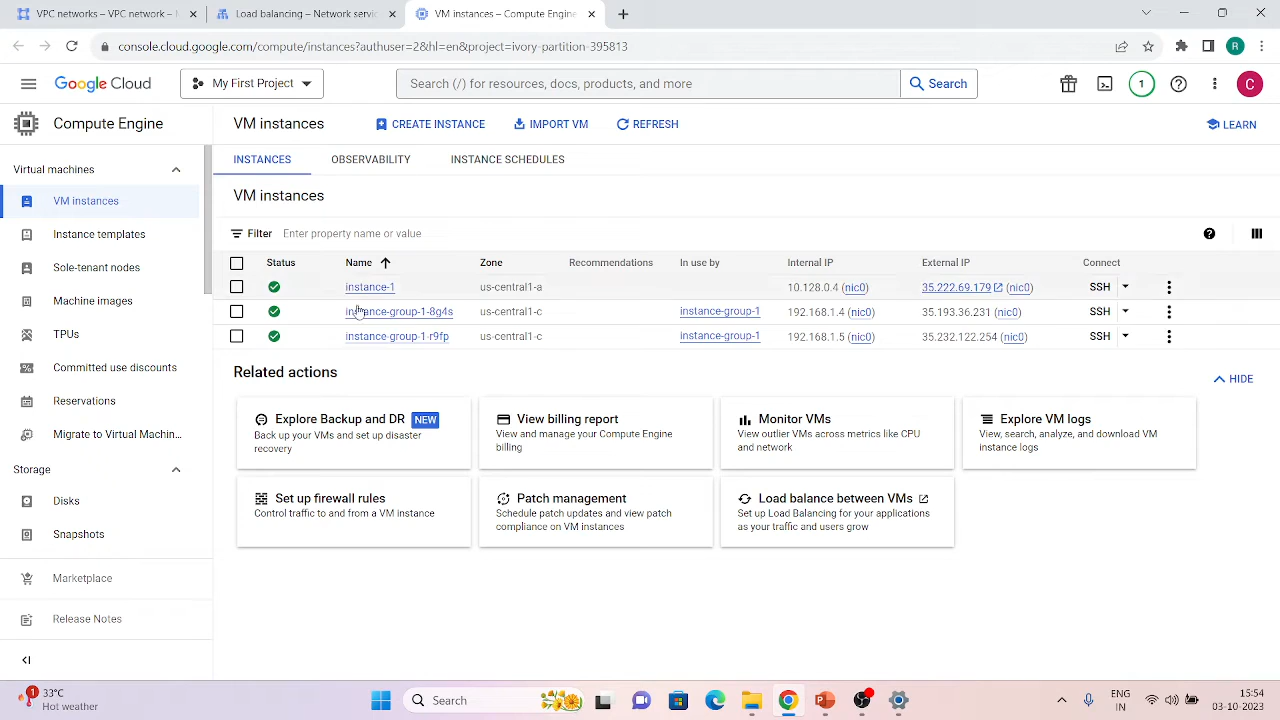 VPC networks – VPC network –
Load balancing – Network servic
VM instances – Compute Engine
console.cloud.google.com/compute/instances?authuser=2&hl=en&project=ivory-partition-395813
R
Google Cloud
My First Project
Search (/) for resources, docs, products, and more
Search
1
C
Compute Engine
VM instances
CREATE INSTANCE
IMPORT VM
REFRESH
LEARN
Virtual machines
VM instances
Instance templates
Sole-tenant nodes
Machine images
TPUs
Committed use discounts
Reservations
Migrate to Virtual Machin...
Storage
Disks
Snapshots
Marketplace
Release Notes
INSTANCES
OBSERVABILITY
INSTANCE SCHEDULES
VM instances
Filter Enter property name or value
Status Name Zone Recommendations In use by Internal IP External IP Connect
instance-1 us-central1-a 10.128.0.4 (nic0) 35.222.69.179 (nic0) SSH
instance-group-1-8g4s us-central1-c instance-group-1 192.168.1.4 (nic0) 35.193.36.231 (nic0) SSH
instance-group-1-r9fp us-central1-c instance-group-1 192.168.1.5 (nic0) 35.232.122.254 (nic0) SSH
Related actions
HIDE
Explore Backup and DR NEW
Back up your VMs and set up disaster
recovery
View billing report
View and manage your Compute Engine
billing
Monitor VMs
View outlier VMs across metrics like CPU
and network
Explore VM logs
View, search, analyze, and download VM
instance logs
Set up firewall rules
Control traffic to and from a VM instance
Patch management
Schedule patch updates and view patch
compliance on VM instances
Load balance between VMs
Set up Load Balancing for your applications
as your traffic and users grow
1
33°C
Hot weather
Search
ENG
IN
15:54
03-10-2023